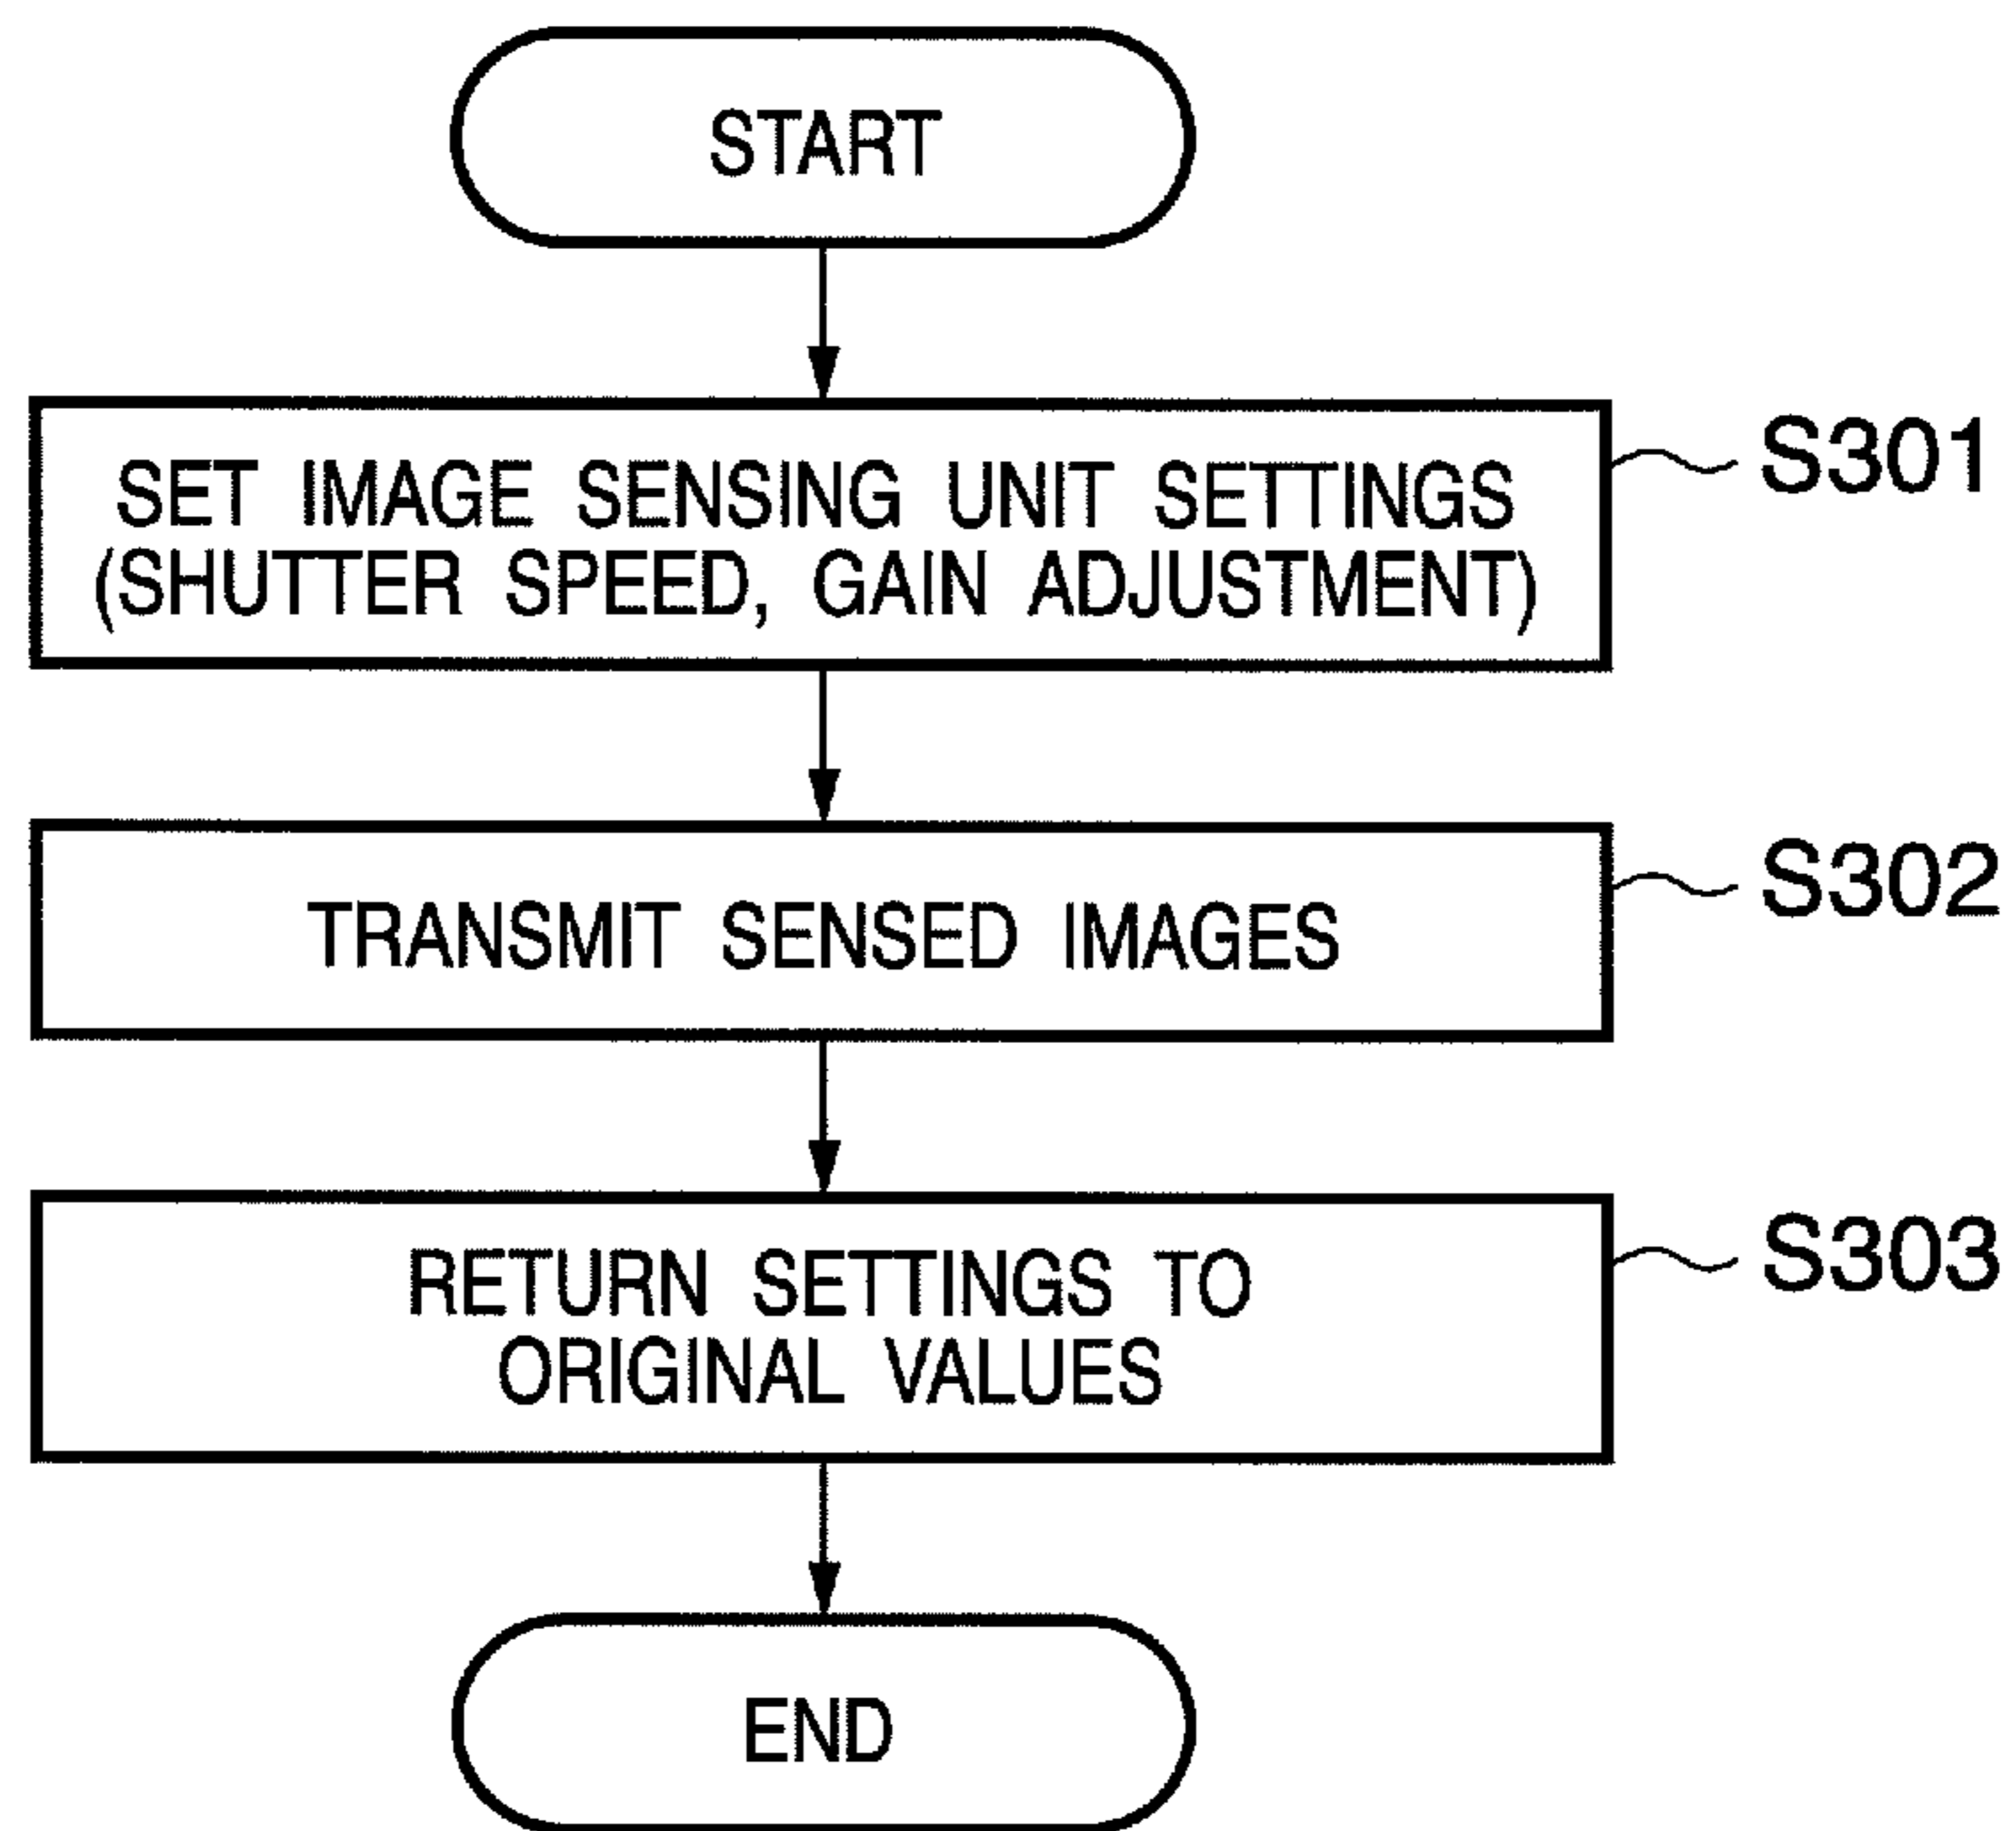 START
SET IMAGE SENSING UNIT SETTINGS
(SHUTTER SPEED, GAIN ADJUSTMENT)
S301
TRANSMIT SENSED IMAGES
S302
RETURN SETTINGS TO
ORIGINAL VALUES
S303
END